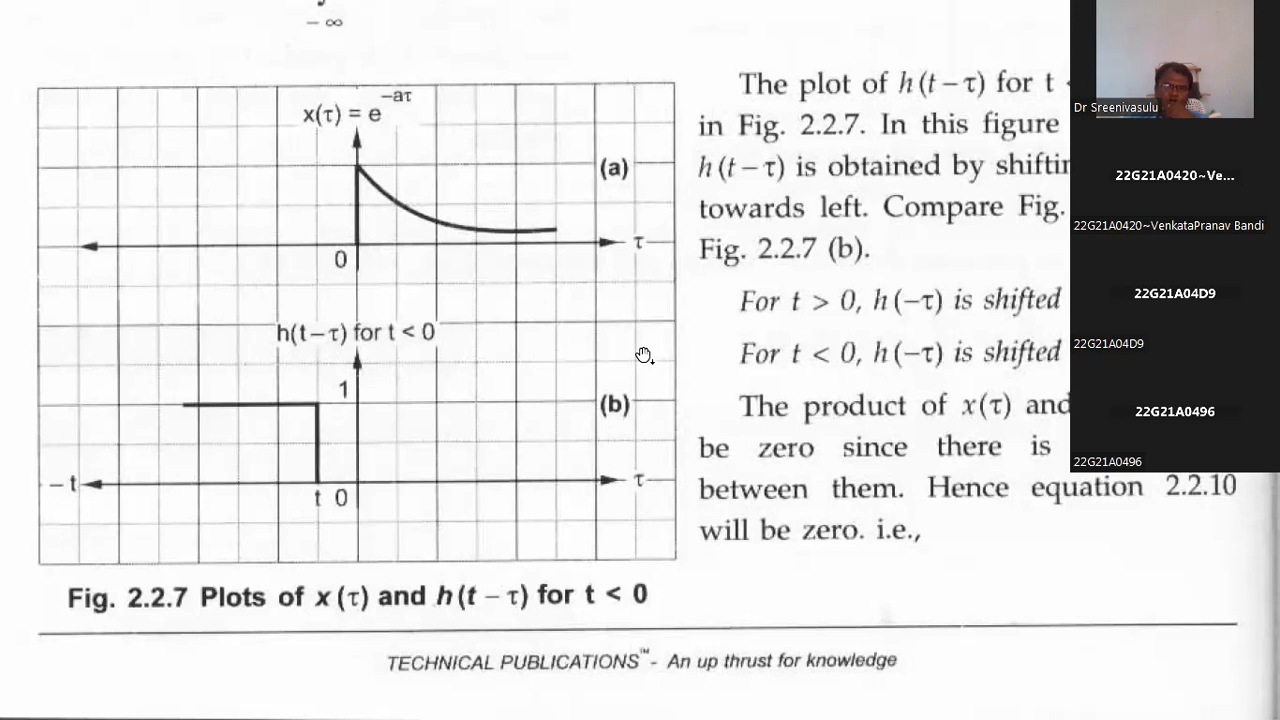 − ∞
x(τ) = e
−aτ
(a)
τ
0
h(t−τ) for t < 0
1
(b)
− t
τ
t 0
Fig. 2.2.7 Plots of x (τ) and h (t − τ) for t < 0
The plot of h (t − τ) for t
in Fig. 2.2.7. In this figure
h (t − τ) is obtained by
towards left. Compare Fig.
Fig. 2.2.7 (b).
For t > 0, h (−τ) is shifted
For t < 0, h (−τ) is shifted
The product of x(τ) and
be zero since there is
between them. Hence equation 2.2.10
will be zero. i.e.,
TECHNICAL PUBLICATIONS™- An up thrust for knowledge
Dr Sreenivasulu
22G21A0420~Ve...
22G21A0420~VenkataPranav Bandi
22G21A04D9
22G21A04D9
22G21A0496
22G21A0496